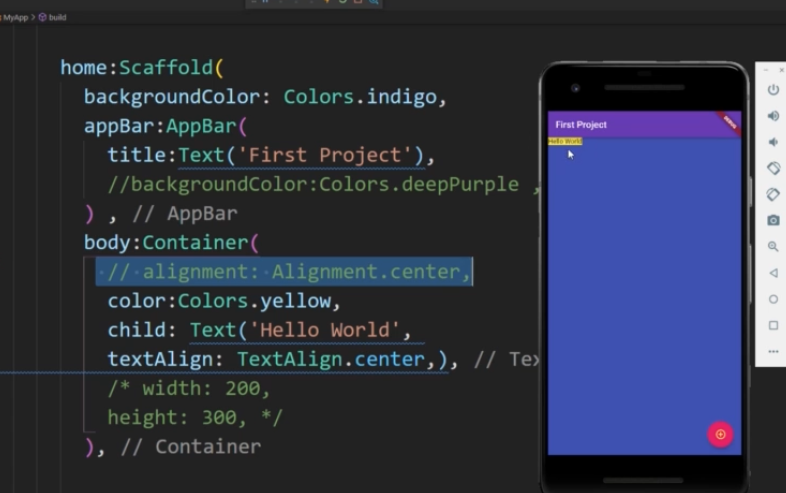 MyApp > build
home:Scaffold(
backgroundColor: Colors.indigo,
appBar:AppBar(
title:Text('First Project'),
//backgroundColor:Colors.deepPurple ,
) , // AppBar
body:Container(
// alignment: Alignment.center,
color:Colors.yellow,
child: Text('Hello World',
textAlign: TextAlign.center,), // Tex
/* width: 200,
height: 300, */
), // Container
First Project
Hello World